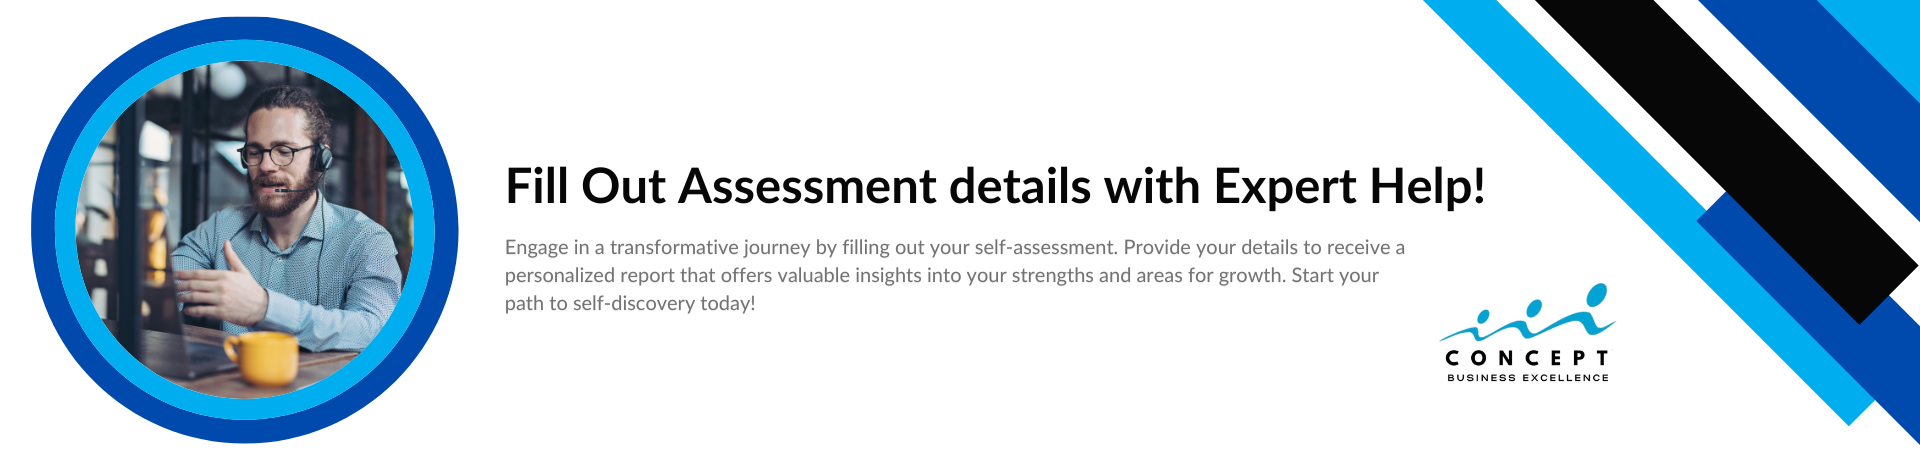 Fill Out Assessment details with Expert Help!
Engage in a transformative journey by filling out your self-assessment. Provide your details to receive a
personalized report that offers valuable insights into your strengths and areas for growth. Start your
path to self-discovery today!
CONCEPT
BUSINESS EXCELLENCE